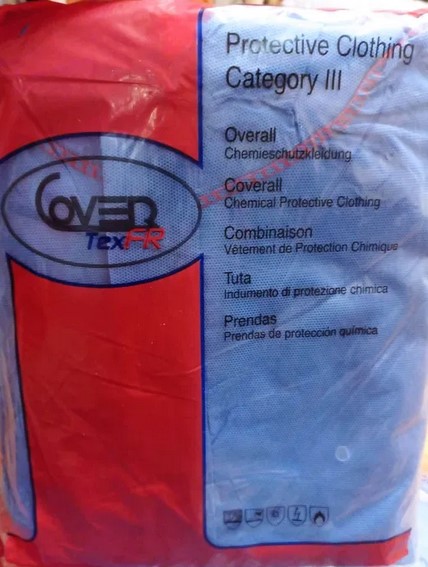 Protective Clothing
Category III
Overall
Chemieschutzkleidung
Coverall
Chemical Protective Clothing
COVER
TexFR
Combinaison
Vêtement de Protection Chimique
Tuta
Indumento di protezione chimica
Prendas
Prendas de protección química